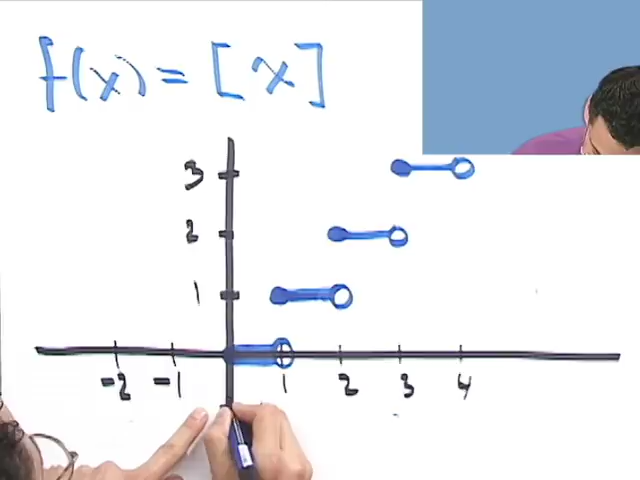 f(x) = [x]
3
2
1
-2 -1 1 2 3 4